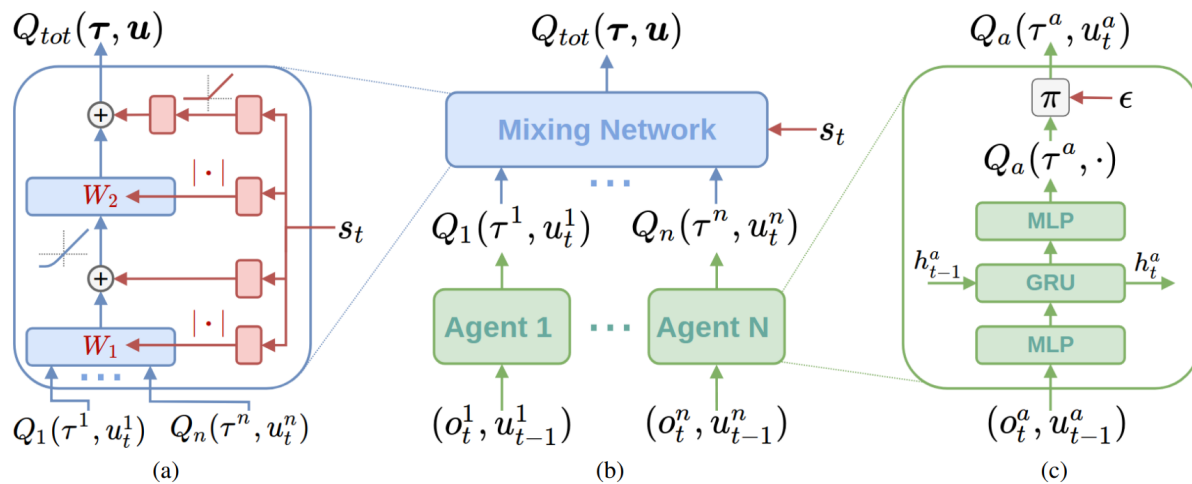 Q_{tot}(𝝉, 𝒖)
W_2
|·|
s_t
W_1
|·|
Q_1(τ^1, u_t^1)
Q_n(τ^n, u_t^n)
(a)
Q_{tot}(𝝉, 𝒖)
Mixing Network
s_t
Q_1(τ^1, u_t^1)
Q_n(τ^n, u_t^n)
Agent 1
Agent N
(o_t^1, u_{t-1}^1)
(o_t^n, u_{t-1}^n)
(b)
Q_a(τ^a, u_t^a)
π
ϵ
Q_a(τ^a, ·)
MLP
h_{t-1}^a
GRU
h_t^a
MLP
(o_t^a, u_{t-1}^a)
(c)